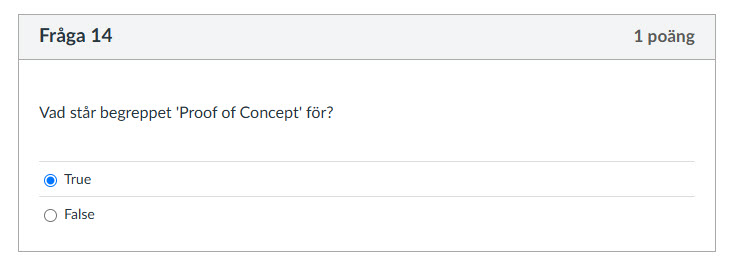 Fråga 14
1 poäng
Vad står begreppet 'Proof of Concept' för?
True
False